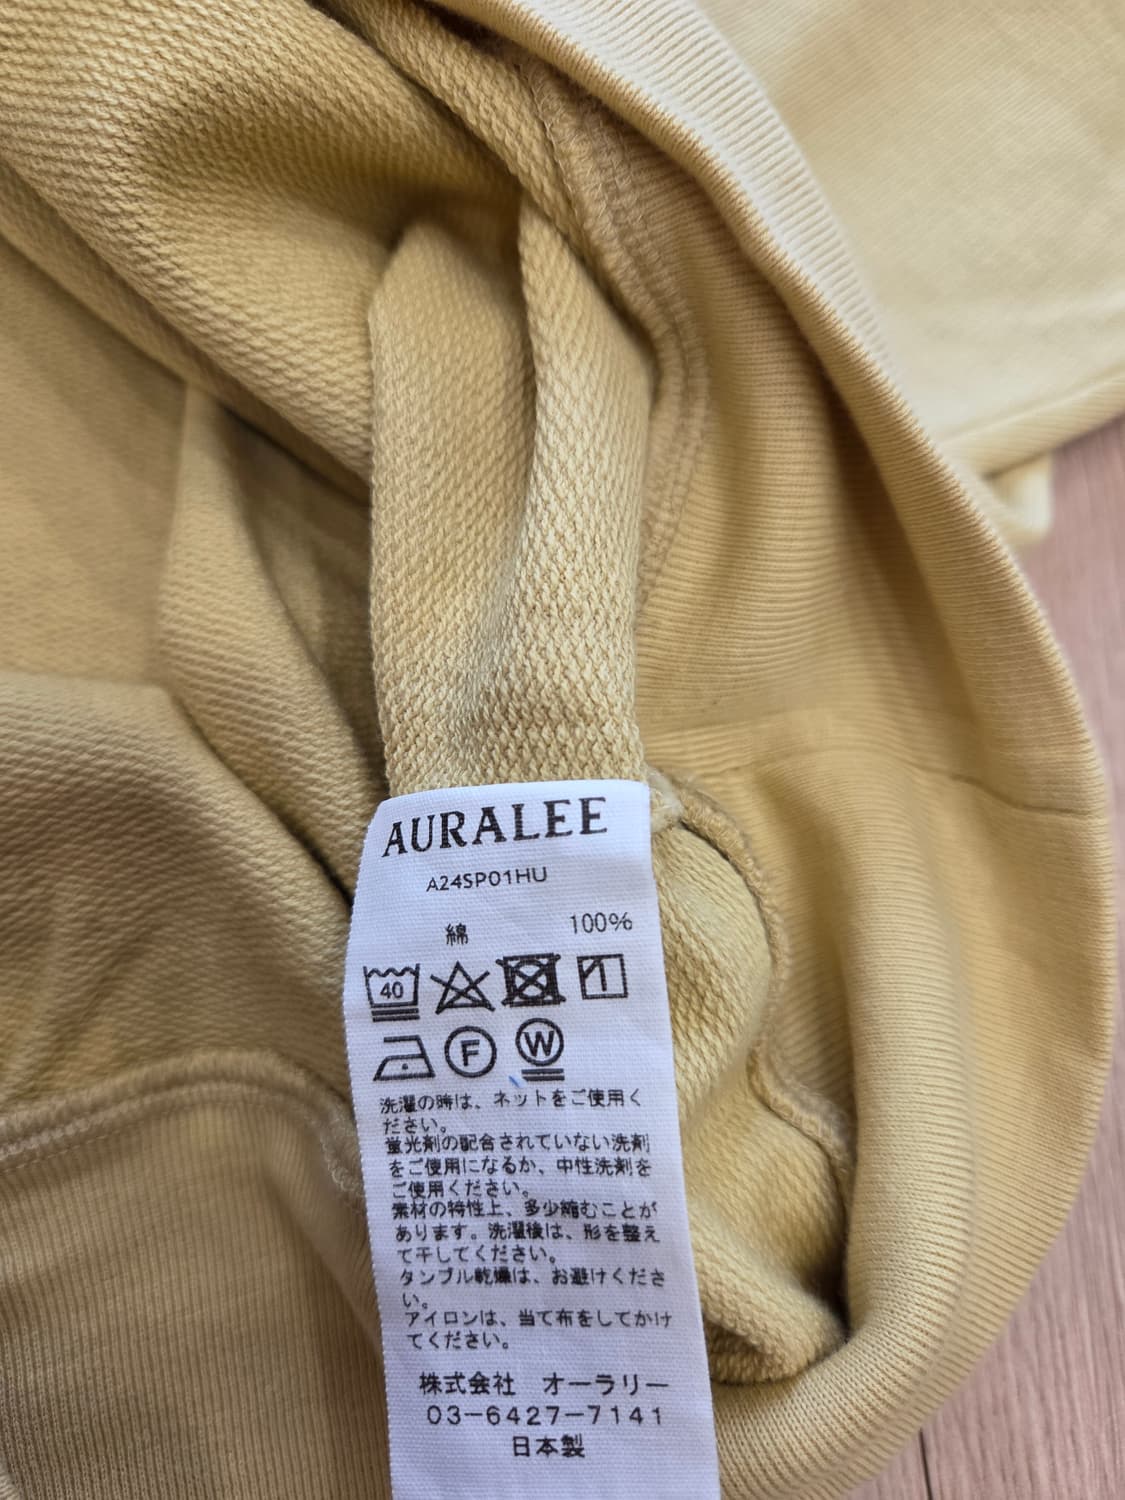 AURALEE
A24SP01HU
綿 100%
40
F W
洗濯の時は、ネットをご使用く
ださい。
蛍光剤の配合されていない洗剤
をご使用になるか、中性洗剤を
ご使用ください。
素材の特性上、多少縮むことが
あります。洗濯後は、形を整え
て干してください。
タンブル乾燥は、お避けくださ
い。
アイロンは、当て布をしてかけ
てください。
株式会社 オーラリー
03-6427-7141
日本製